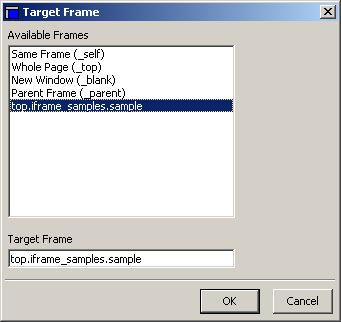 Target Frame
Available Frames
Same Frame (_self)
Whole Page (_top)
New Window (_blank)
Parent Frame (_parent)
top.iframe_samples.sample
Target Frame
top.iframe_samples.sample
OK Cancel